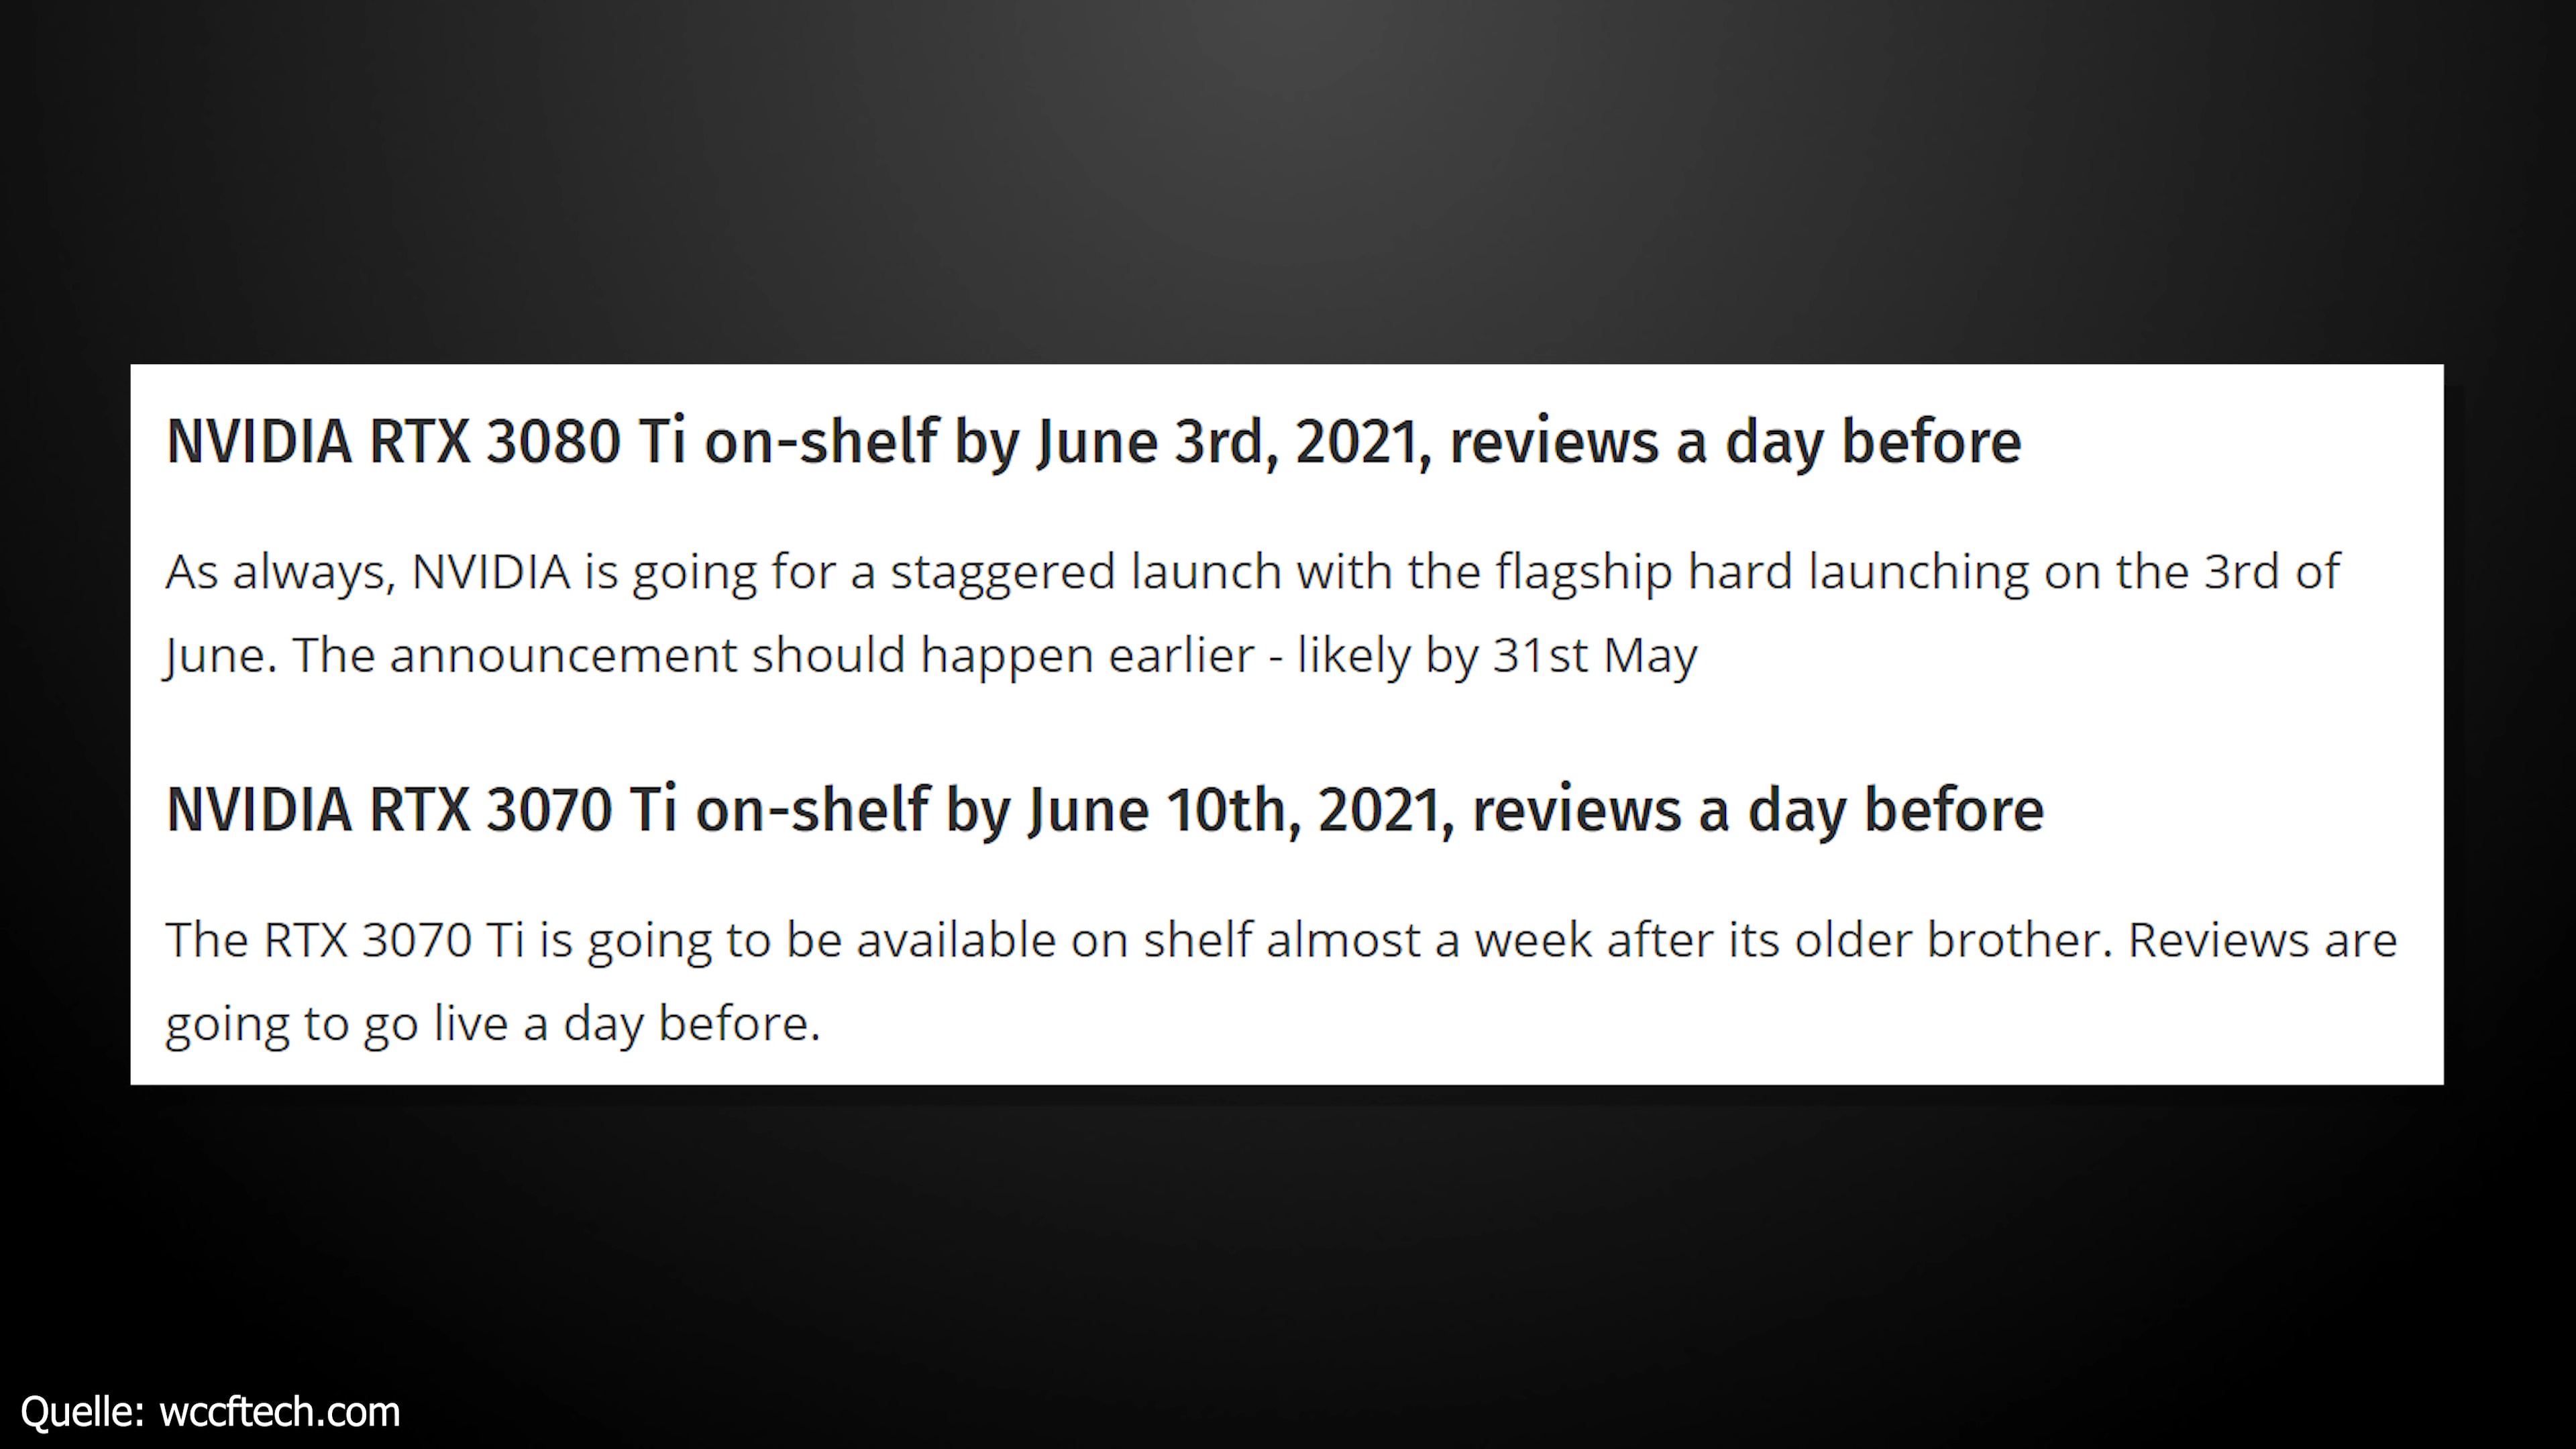 NVIDIA RTX 3080 Ti on-shelf by June 3rd, 2021, reviews a day before
As always, NVIDIA is going for a staggered launch with the flagship hard launching on the 3rd of
June. The announcement should happen earlier - likely by 31st May
NVIDIA RTX 3070 Ti on-shelf by June 10th, 2021, reviews a day before
The RTX 3070 Ti is going to be available on shelf almost a week after its older brother. Reviews are
going to go live a day before.
Quelle: wccftech.com